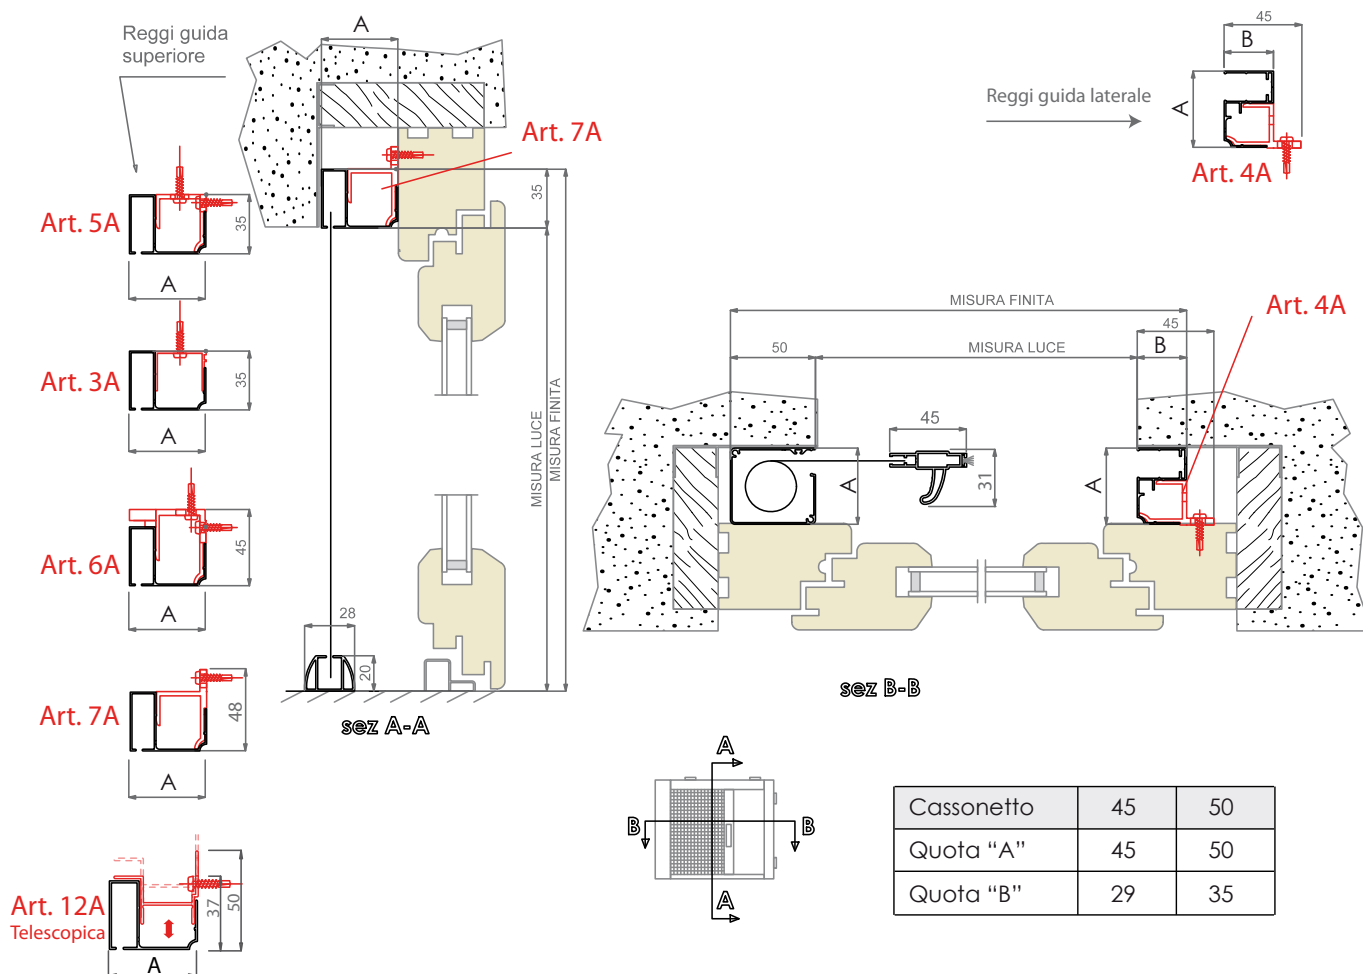 Reggi guida
superiore
A
Art. 7A
35
MISURA LUCE
MISURA FINITA
28
20
sez A-A
Art. 5A
35
A
Art. 3A
35
A
Art. 6A
45
A
Art. 7A
48
A
Art. 12A
Telescopica
37
50
A
Reggi guida laterale
45
B
A
Art. 4A
MISURA FINITA
Art. 4A
50
MISURA LUCE
45
B
45
A
31
A
sez B-B
A
B
B
A
Cassonetto 45 50
Quota “A” 45 50
Quota “B” 29 35